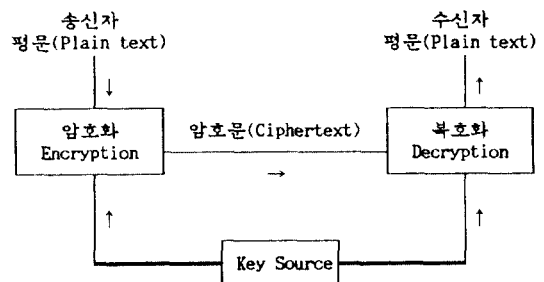 송신자
평문(Plain text)
수신자
평문(Plain text)
↓
↑
암호화
Encryption
암호문(Ciphertext)
→
복호화
Decryption
↑
↑
Key Source